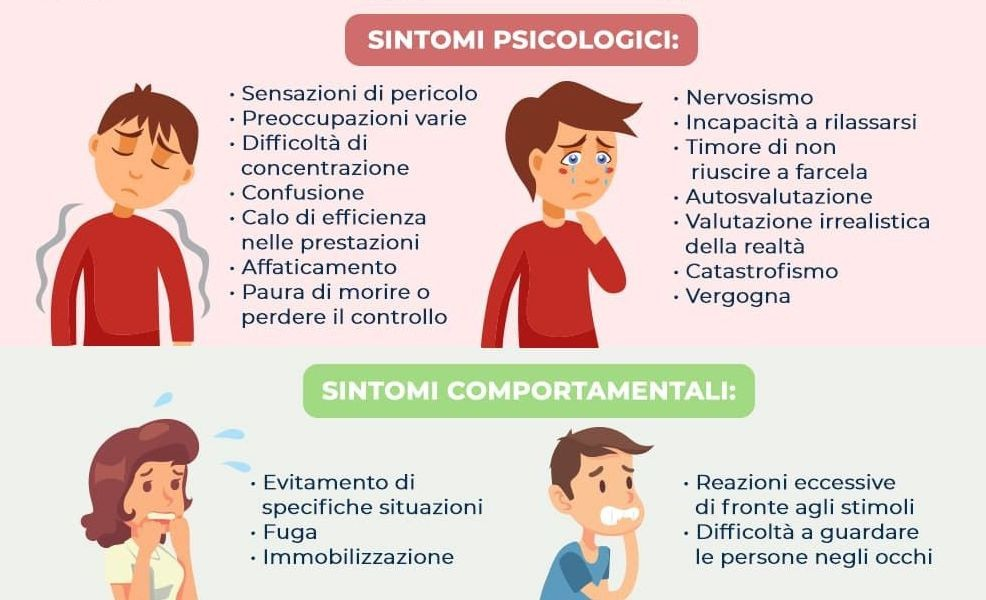 SINTOMI PSICOLOGICI:
• Sensazioni di pericolo
• Preoccupazioni varie
• Difficoltà di
concentrazione
• Confusione
• Calo di efficienza
nelle prestazioni
• Affaticamento
• Paura di morire o
perdere il controllo
• Nervosismo
• Incapacità a rilassarsi
• Timore di non
riuscire a farcela
• Autosvalutazione
• Valutazione irrealistica
della realtà
• Catastrofismo
• Vergogna
SINTOMI COMPORTAMENTALI:
• Evitamento di
specifiche situazioni
• Fuga
• Immobilizzazione
• Reazioni eccessive
di fronte agli stimoli
• Difficoltà a guardare
le persone negli occhi